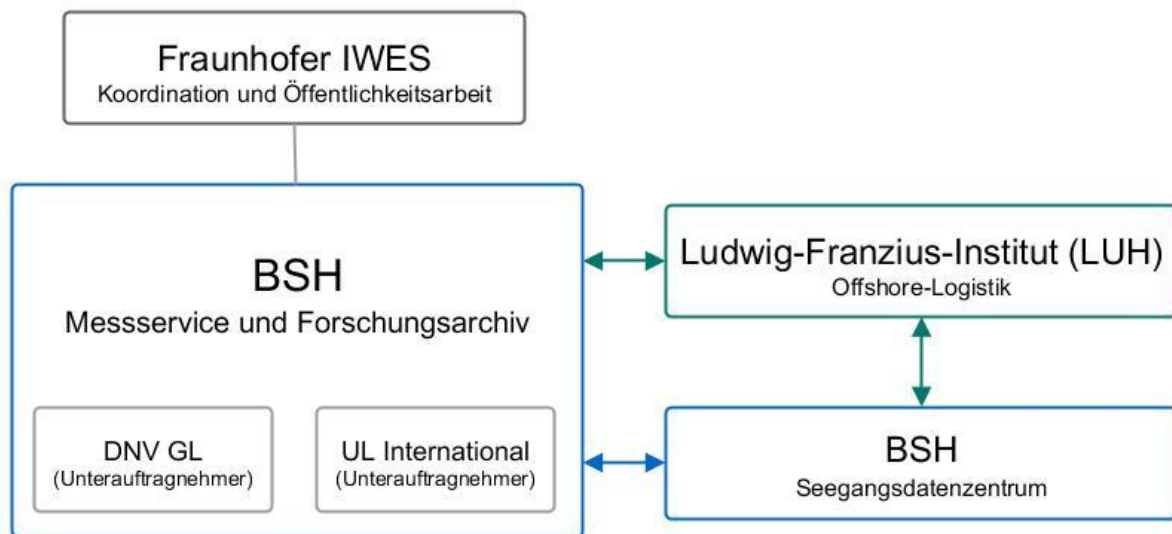 Fraunhofer IWES
Koordination und Öffentlichkeitsarbeit
BSH
Messservice und Forschungsarchiv
DNV GL
(Unterauftragnehmer)
UL International
(Unterauftragnehmer)
Ludwig-Franzius-Institut (LUH)
Offshore-Logistik
BSH
Seegangsdatenzentrum